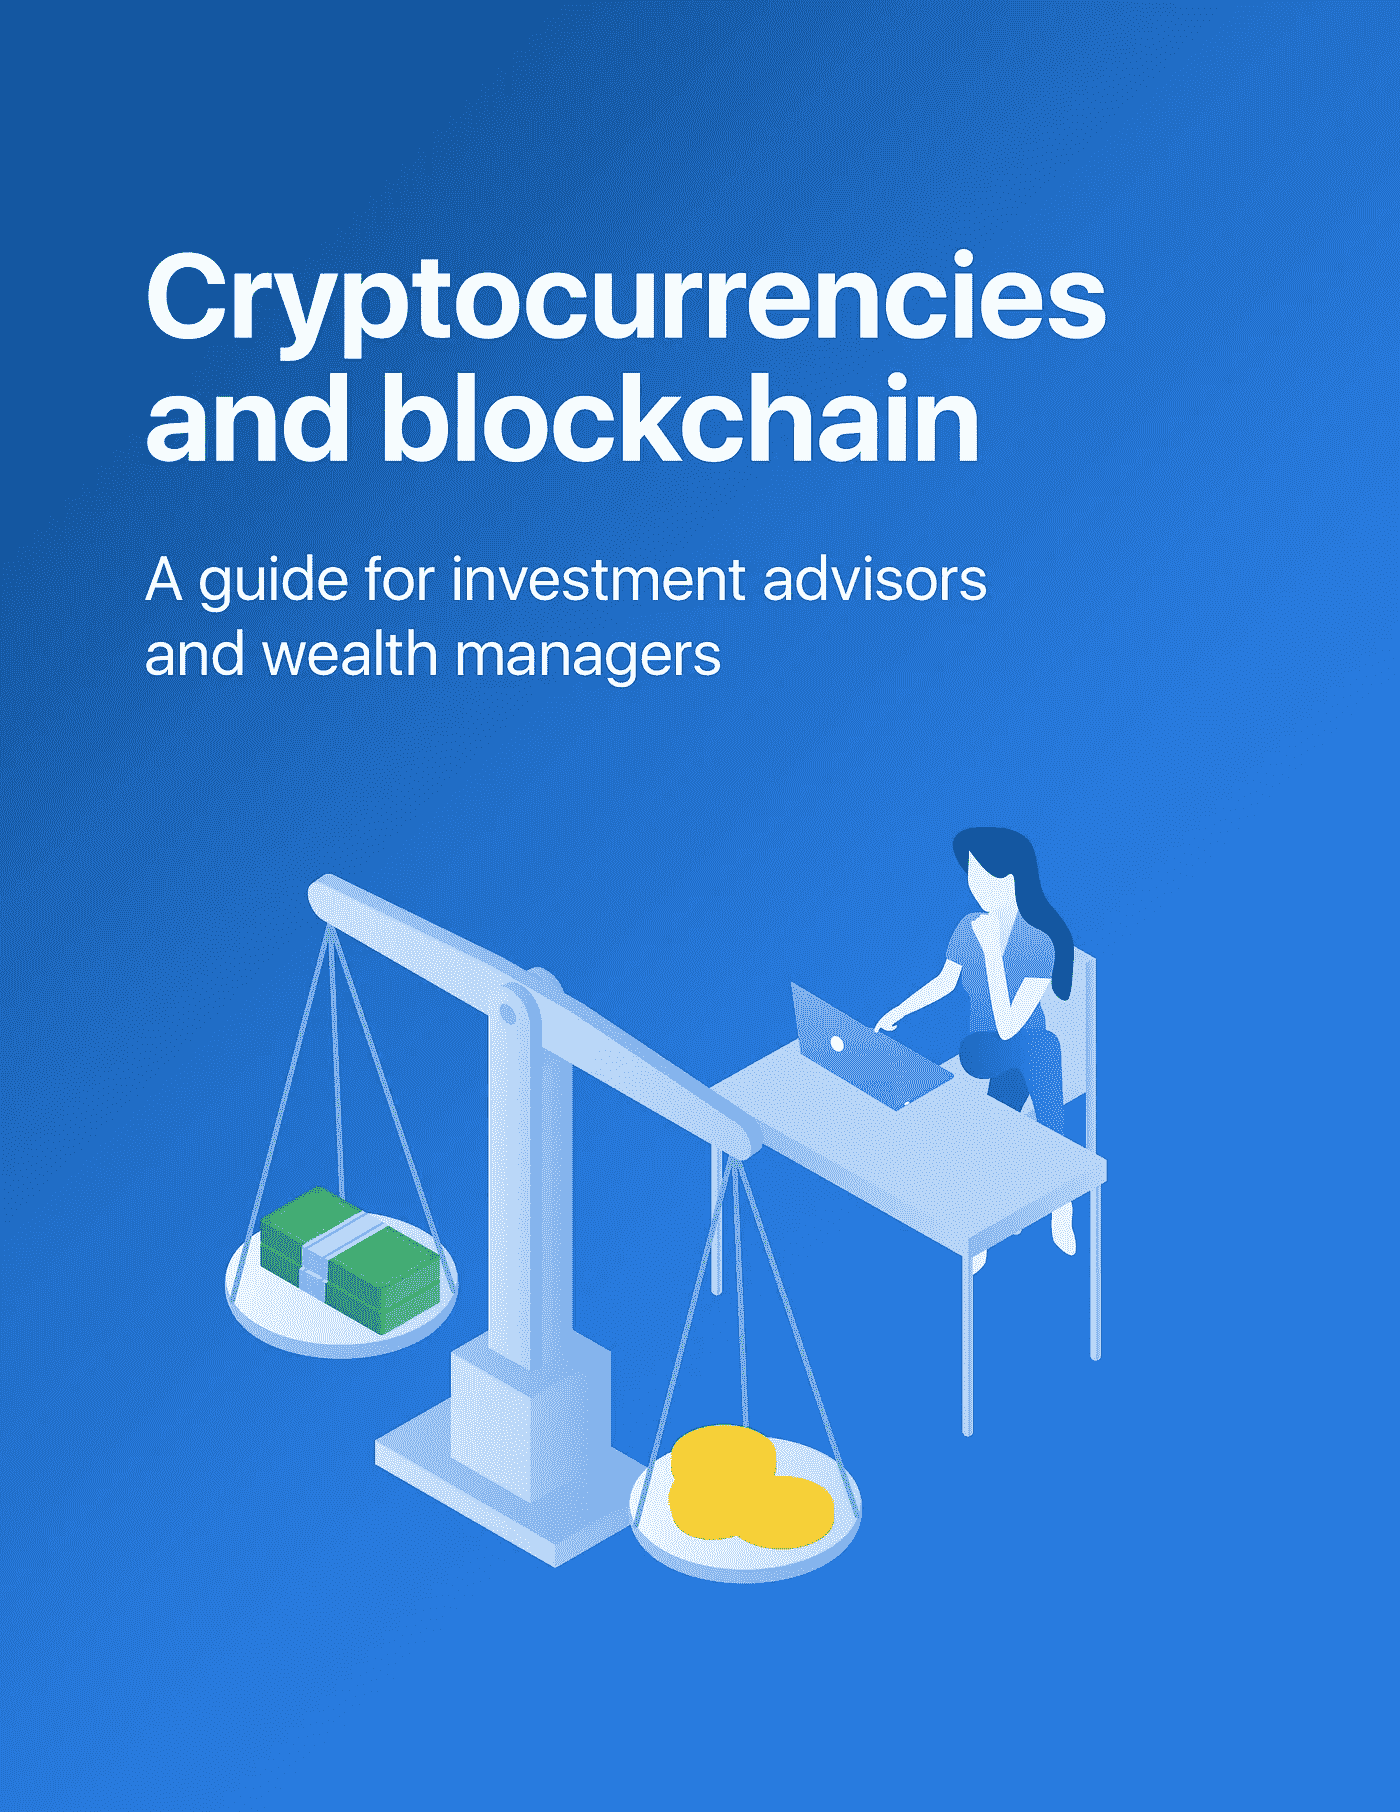 Cryptocurrencies
and blockchain
A guide for investment advisors
and wealth managers